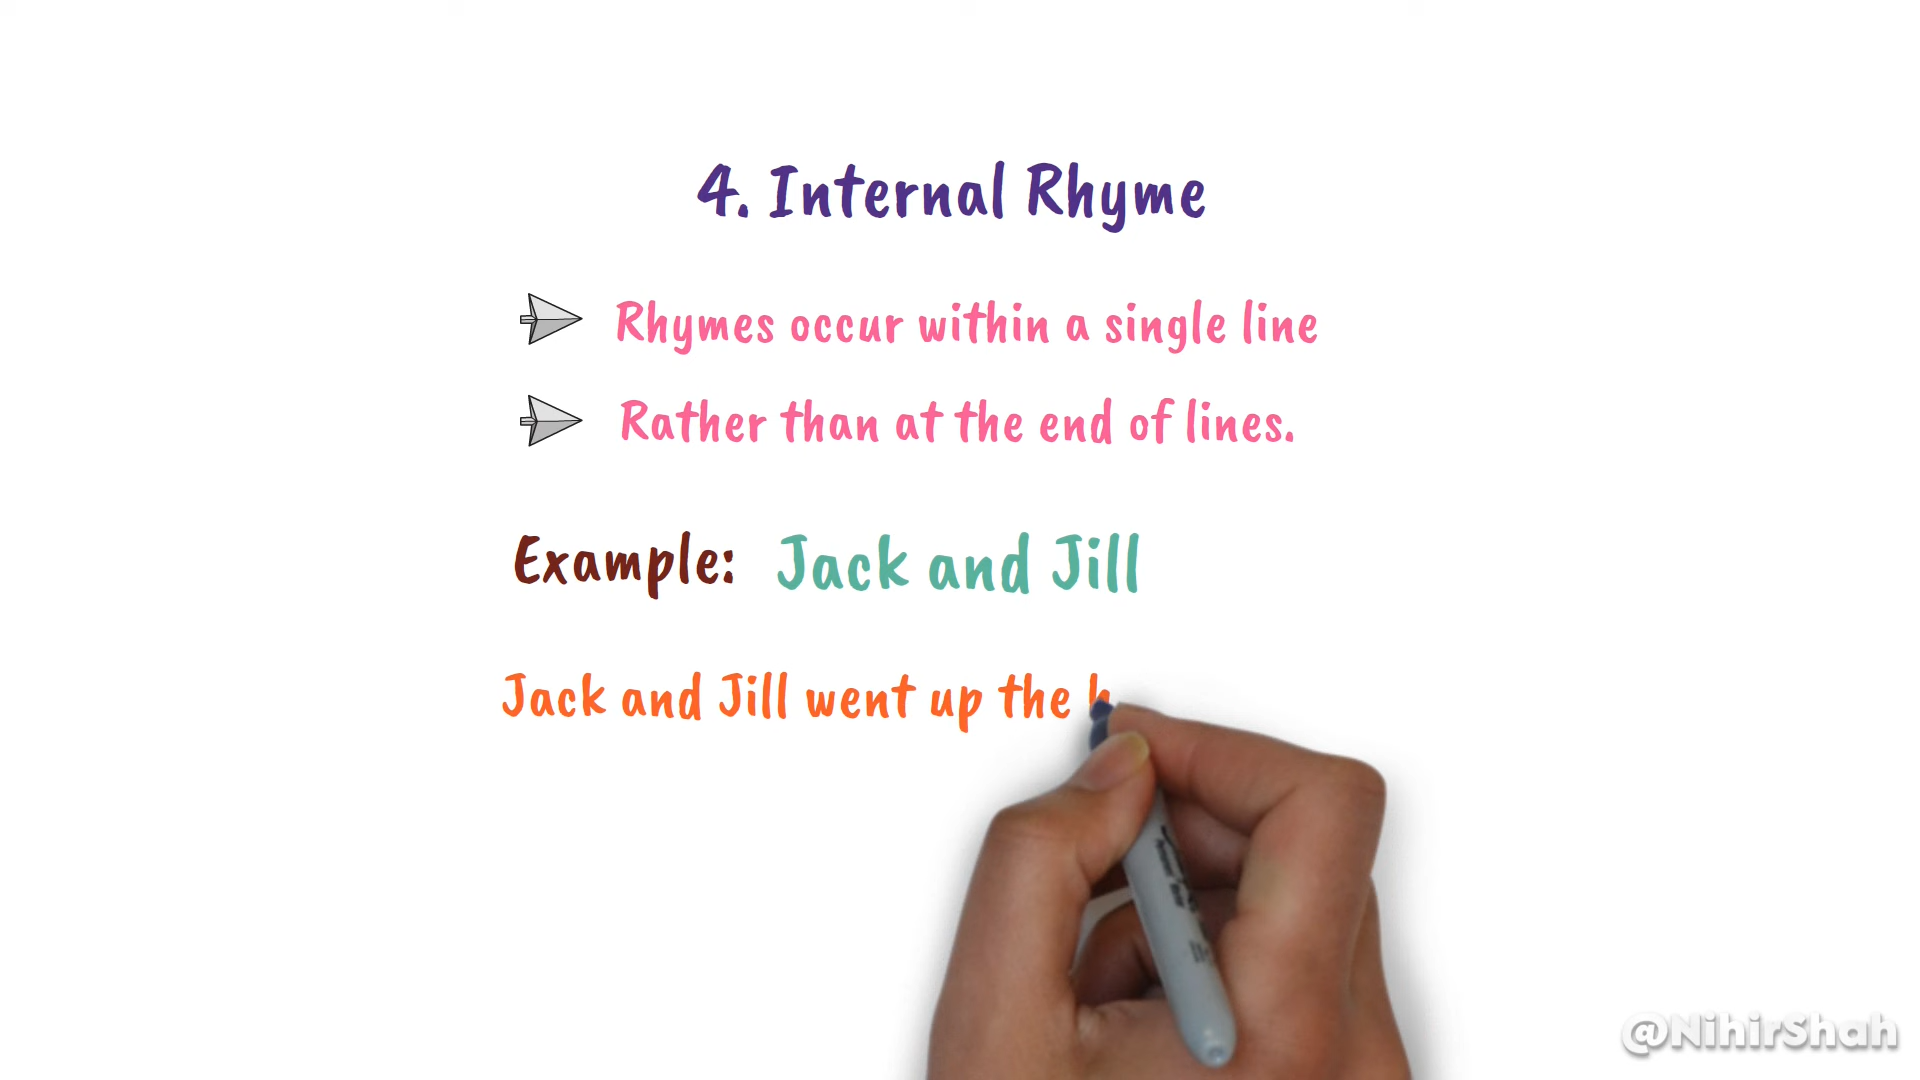 4. Internal Rhyme
Rhymes occur within a single line
Rather than at the end of lines.
Example: Jack and Jill
Jack and Jill went up the h
@NihirShah